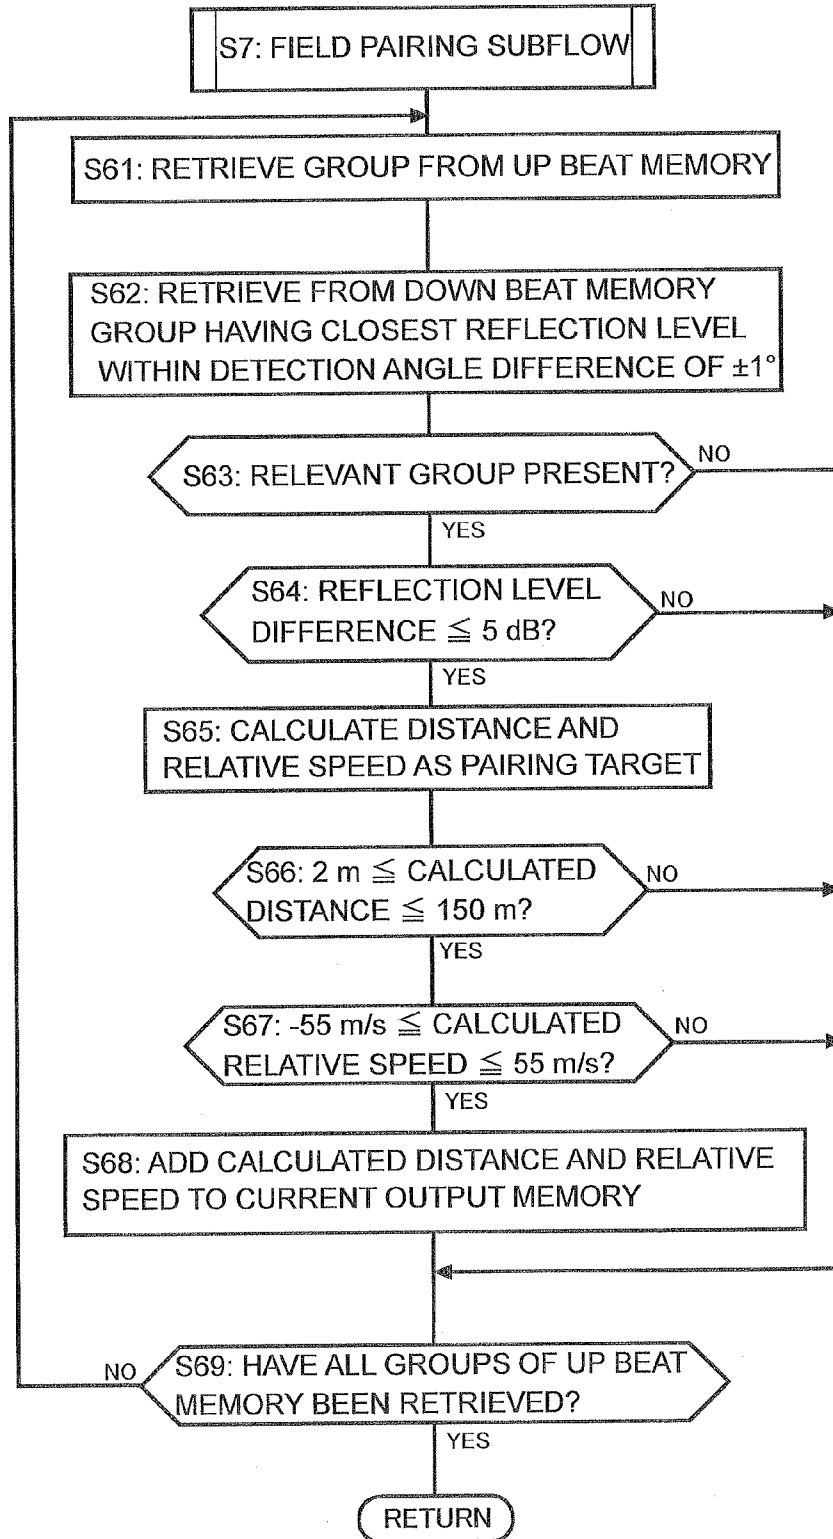 S7: FIELD PAIRING SUBFLOW
S61: RETRIEVE GROUP FROM UP BEAT MEMORY
S62: RETRIEVE FROM DOWN BEAT MEMORY
GROUP HAVING CLOSEST REFLECTION LEVEL
WITHIN DETECTION ANGLE DIFFERENCE OF ±1°
S63: RELEVANT GROUP PRESENT?
NO
YES
S64: REFLECTION LEVEL
DIFFERENCE ≦ 5 dB?
NO
YES
S65: CALCULATE DISTANCE AND
RELATIVE SPEED AS PAIRING TARGET
S66: 2 m ≦ CALCULATED
DISTANCE ≦ 150 m?
NO
YES
S67: -55 m/s ≦ CALCULATED
RELATIVE SPEED ≦ 55 m/s?
NO
YES
S68: ADD CALCULATED DISTANCE AND RELATIVE
SPEED TO CURRENT OUTPUT MEMORY
NO
S69: HAVE ALL GROUPS OF UP BEAT
MEMORY BEEN RETRIEVED?
YES
RETURN